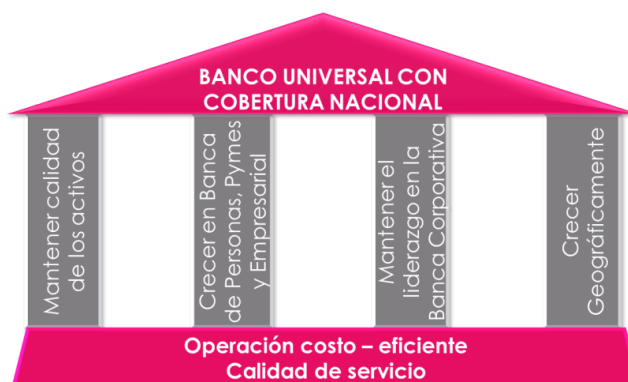 BANCO UNIVERSAL CON
COBERTURA NACIONAL
Mantener calidad
de los activos
Crecer en Banca
de Personas, Pymes
y Empresarial
Mantener el
liderazgo en la
Banca Corporativa
Crecer
Geográficamente
Operación costo – eficiente
Calidad de servicio